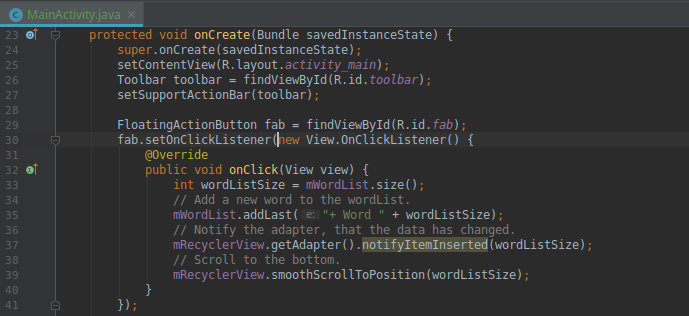 MainActivity.java
23 protected void onCreate(Bundle savedInstanceState) {
24 super.onCreate(savedInstanceState);
25 setContentView(R.layout.activity_main);
26 Toolbar toolbar = findViewById(R.id.toolbar);
27 setSupportActionBar(toolbar);
28
29 FloatingActionButton fab = findViewById(R.id.fab);
30 fab.setOnClickListener(new View.OnClickListener() {
31 @Override
32 public void onClick(View view) {
33 int wordListSize = mWordList.size();
34 // Add a new word to the wordList.
35 mWordList.addLast( e: "+ Word " + wordListSize);
36 // Notify the adapter, that the data has changed.
37 mRecyclerView.getAdapter().notifyItemInserted(wordListSize);
38 // Scroll to the bottom.
39 mRecyclerView.smoothScrollToPosition(wordListSize);
40 }
41 });